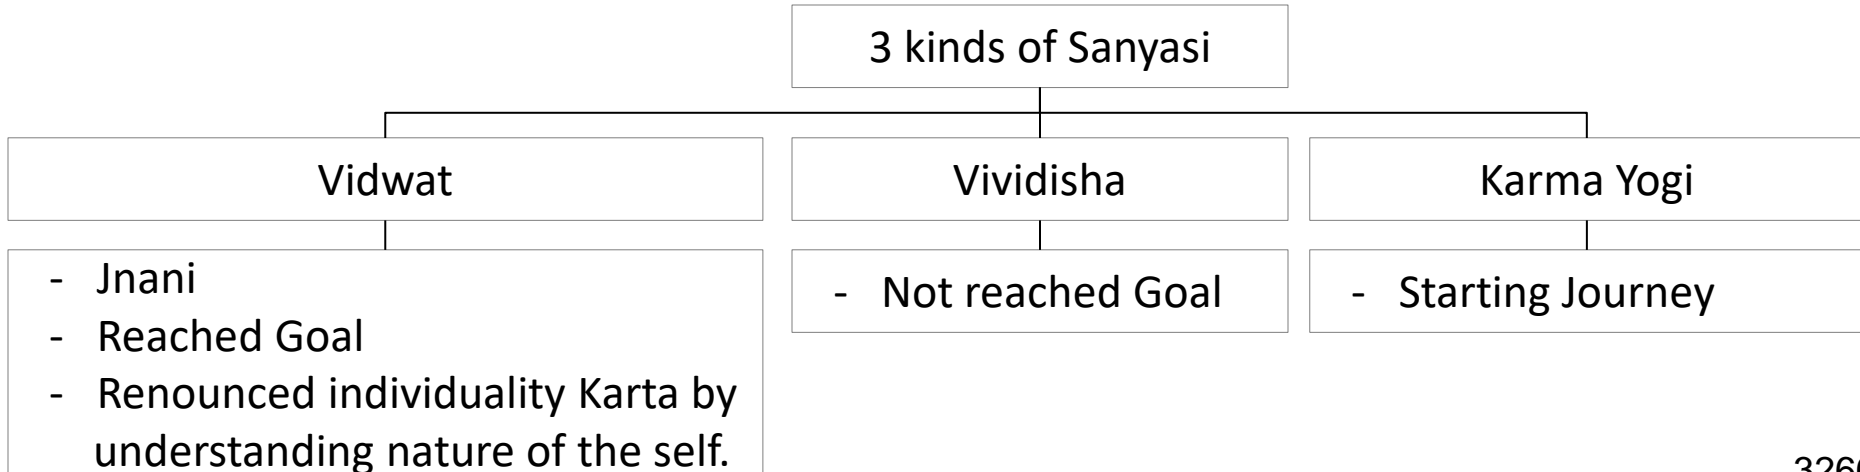 3 kinds of Sanyasi
Vidwat
Vividisha
Karma Yogi
- Jnani
- Reached Goal
- Renounced individuality Karta by
understanding nature of the self.
- Not reached Goal
- Starting Journey